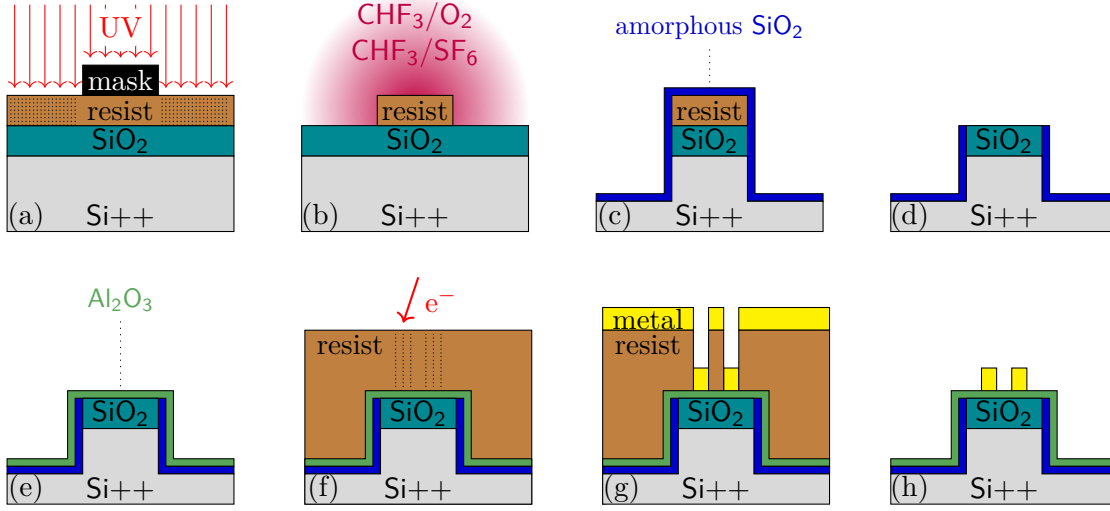 UV
mask
resist
SiO₂
Si++
(a)
CHF₃/O₂
CHF₃/SF₆
resist
SiO₂
Si++
(b)
amorphous SiO₂
resist
SiO₂
Si++
(c)
SiO₂
Si++
(d)
Al₂O₃
SiO₂
Si++
(e)
e⁻
resist
SiO₂
Si++
(f)
metal
resist
SiO₂
Si++
(g)
SiO₂
Si++
(h)